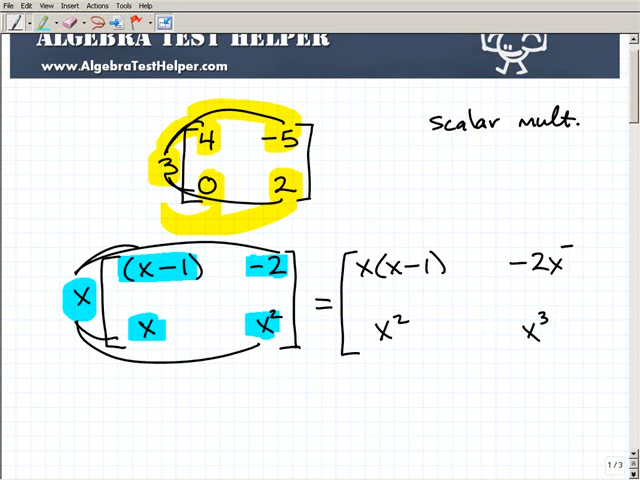 File Edit View Insert Actions Tools Help
ALGEBRA TEST HELPER
www.AlgebraTestHelper.com
scalar mult.
3 [4 -5
0 2]
x [(x-1) -2
x x²] = [x(x-1) -2x
x² x³
1/3